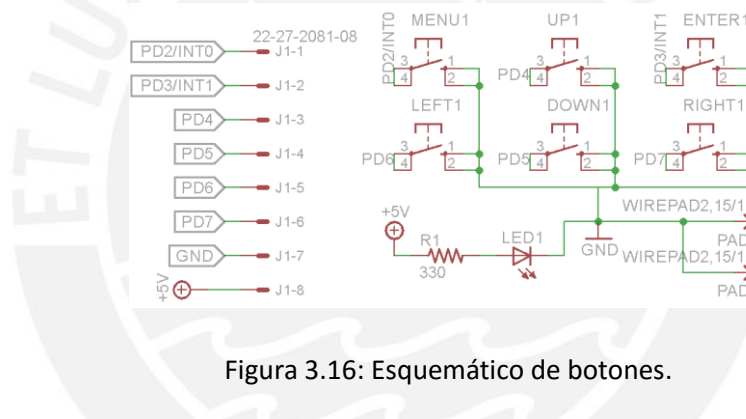 22-27-2081-08
PD2/INT0 J1-1
PD3/INT1 J1-2
PD4 J1-3
PD5 J1-4
PD6 J1-5
PD7 J1-6
GND J1-7
+5V J1-8
MENU1 UP1 ENTER1
PD2/INT0 3 4 1 2 PD4 3 4 1 2 PD3/INT1 3 4 1 2
LEFT1 DOWN1 RIGHT1
PD6 3 4 1 2 PD5 3 4 1 2 PD7 3 4 1 2
+5V
R1
330
LED1
GND
WIREPAD2,15/1
PAD
WIREPAD2,15/1
PAD
ET LU
Figura 3.16: Esquemático de botones.